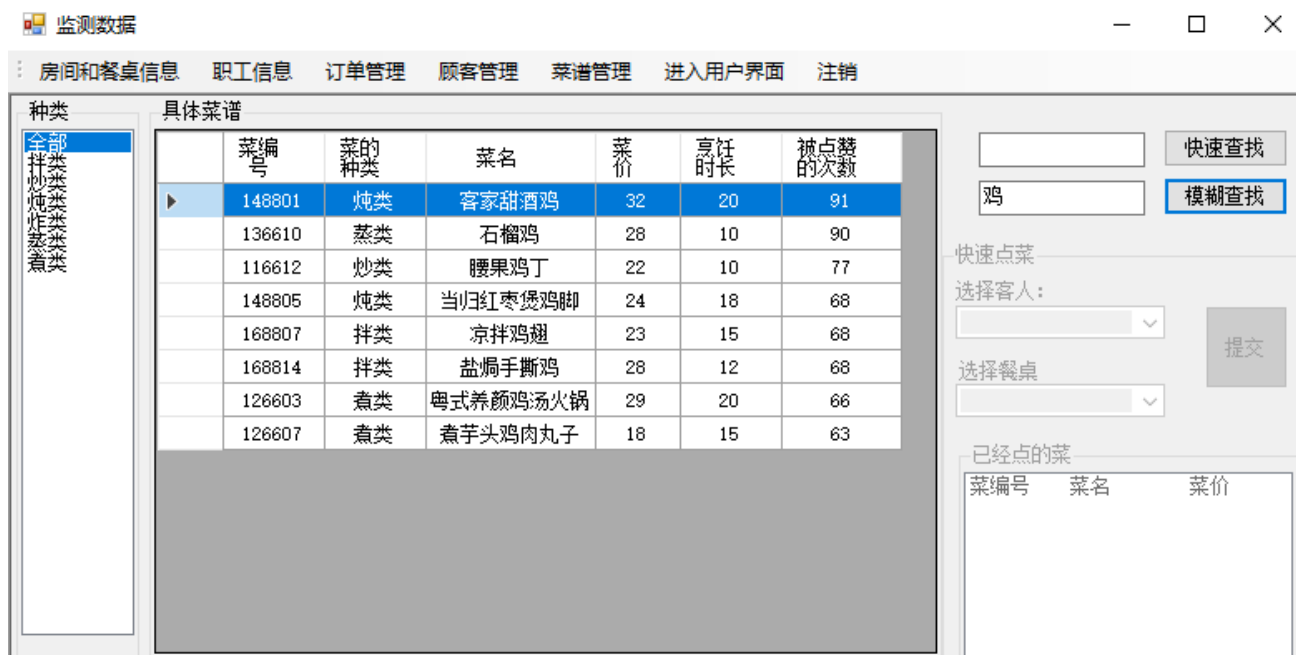 监测数据
房间和餐桌信息 职工信息 订单管理 顾客管理 菜谱管理 进入用户界面 注销
种类
全部
拌类
炒类
炖类
炸类
蒸类
煮类
具体菜谱
菜编号 菜的种类 菜名 菜价 烹饪时长 被点赞的次数
148801 炖类 客家甜酒鸡 32 20 91
136610 蒸类 石榴鸡 28 10 90
116612 炒类 腰果鸡丁 22 10 77
148805 炖类 当归红枣煲鸡脚 24 18 68
168807 拌类 凉拌鸡翅 23 15 68
168814 拌类 盐焗手撕鸡 28 12 68
126603 煮类 粤式养颜鸡汤火锅 29 20 66
126607 煮类 煮芋头鸡肉丸子 18 15 63
快速查找
鸡 模糊查找
快速点菜
选择客人:
提交
选择餐桌
已经点的菜
菜编号 菜名 菜价